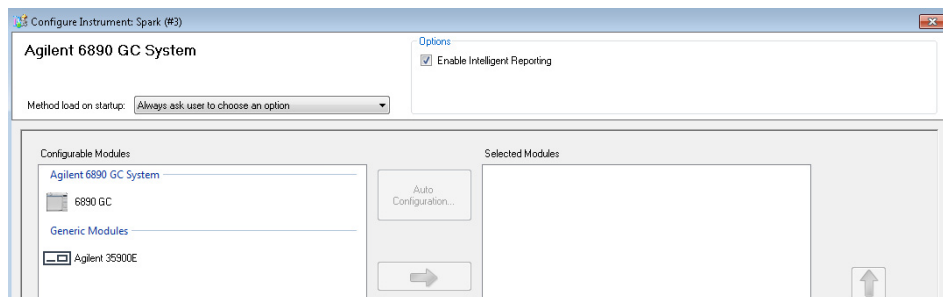 Configure Instrument: Spark (#3)
Agilent 6890 GC System
Options
Enable Intelligent Reporting
Method load on startup: Always ask user to choose an option
Configurable Modules
Selected Modules
Agilent 6890 GC System
6890 GC
Generic Modules
Agilent 35900E
Auto
Configuration...